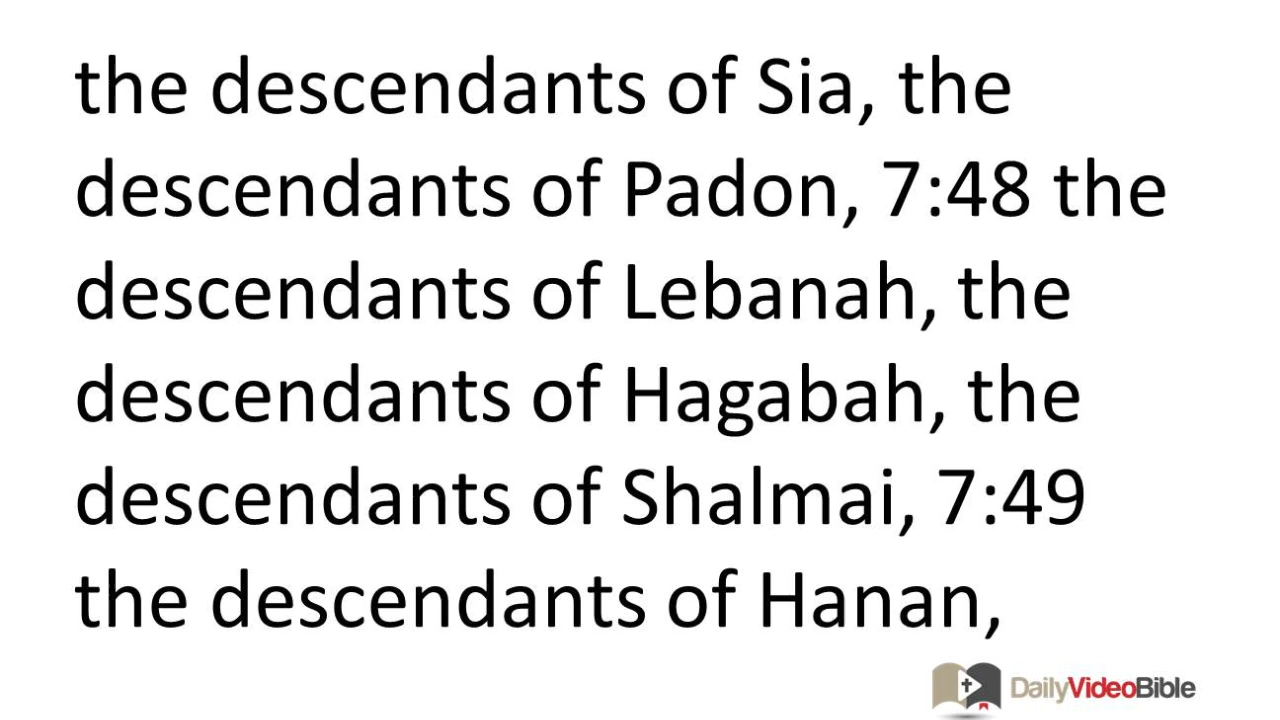 the descendants of Sia, the
descendants of Padon, 7:48 the
descendants of Lebanah, the
descendants of Hagabah, the
descendants of Shalmai, 7:49
the descendants of Hanan,
DailyVideoBible